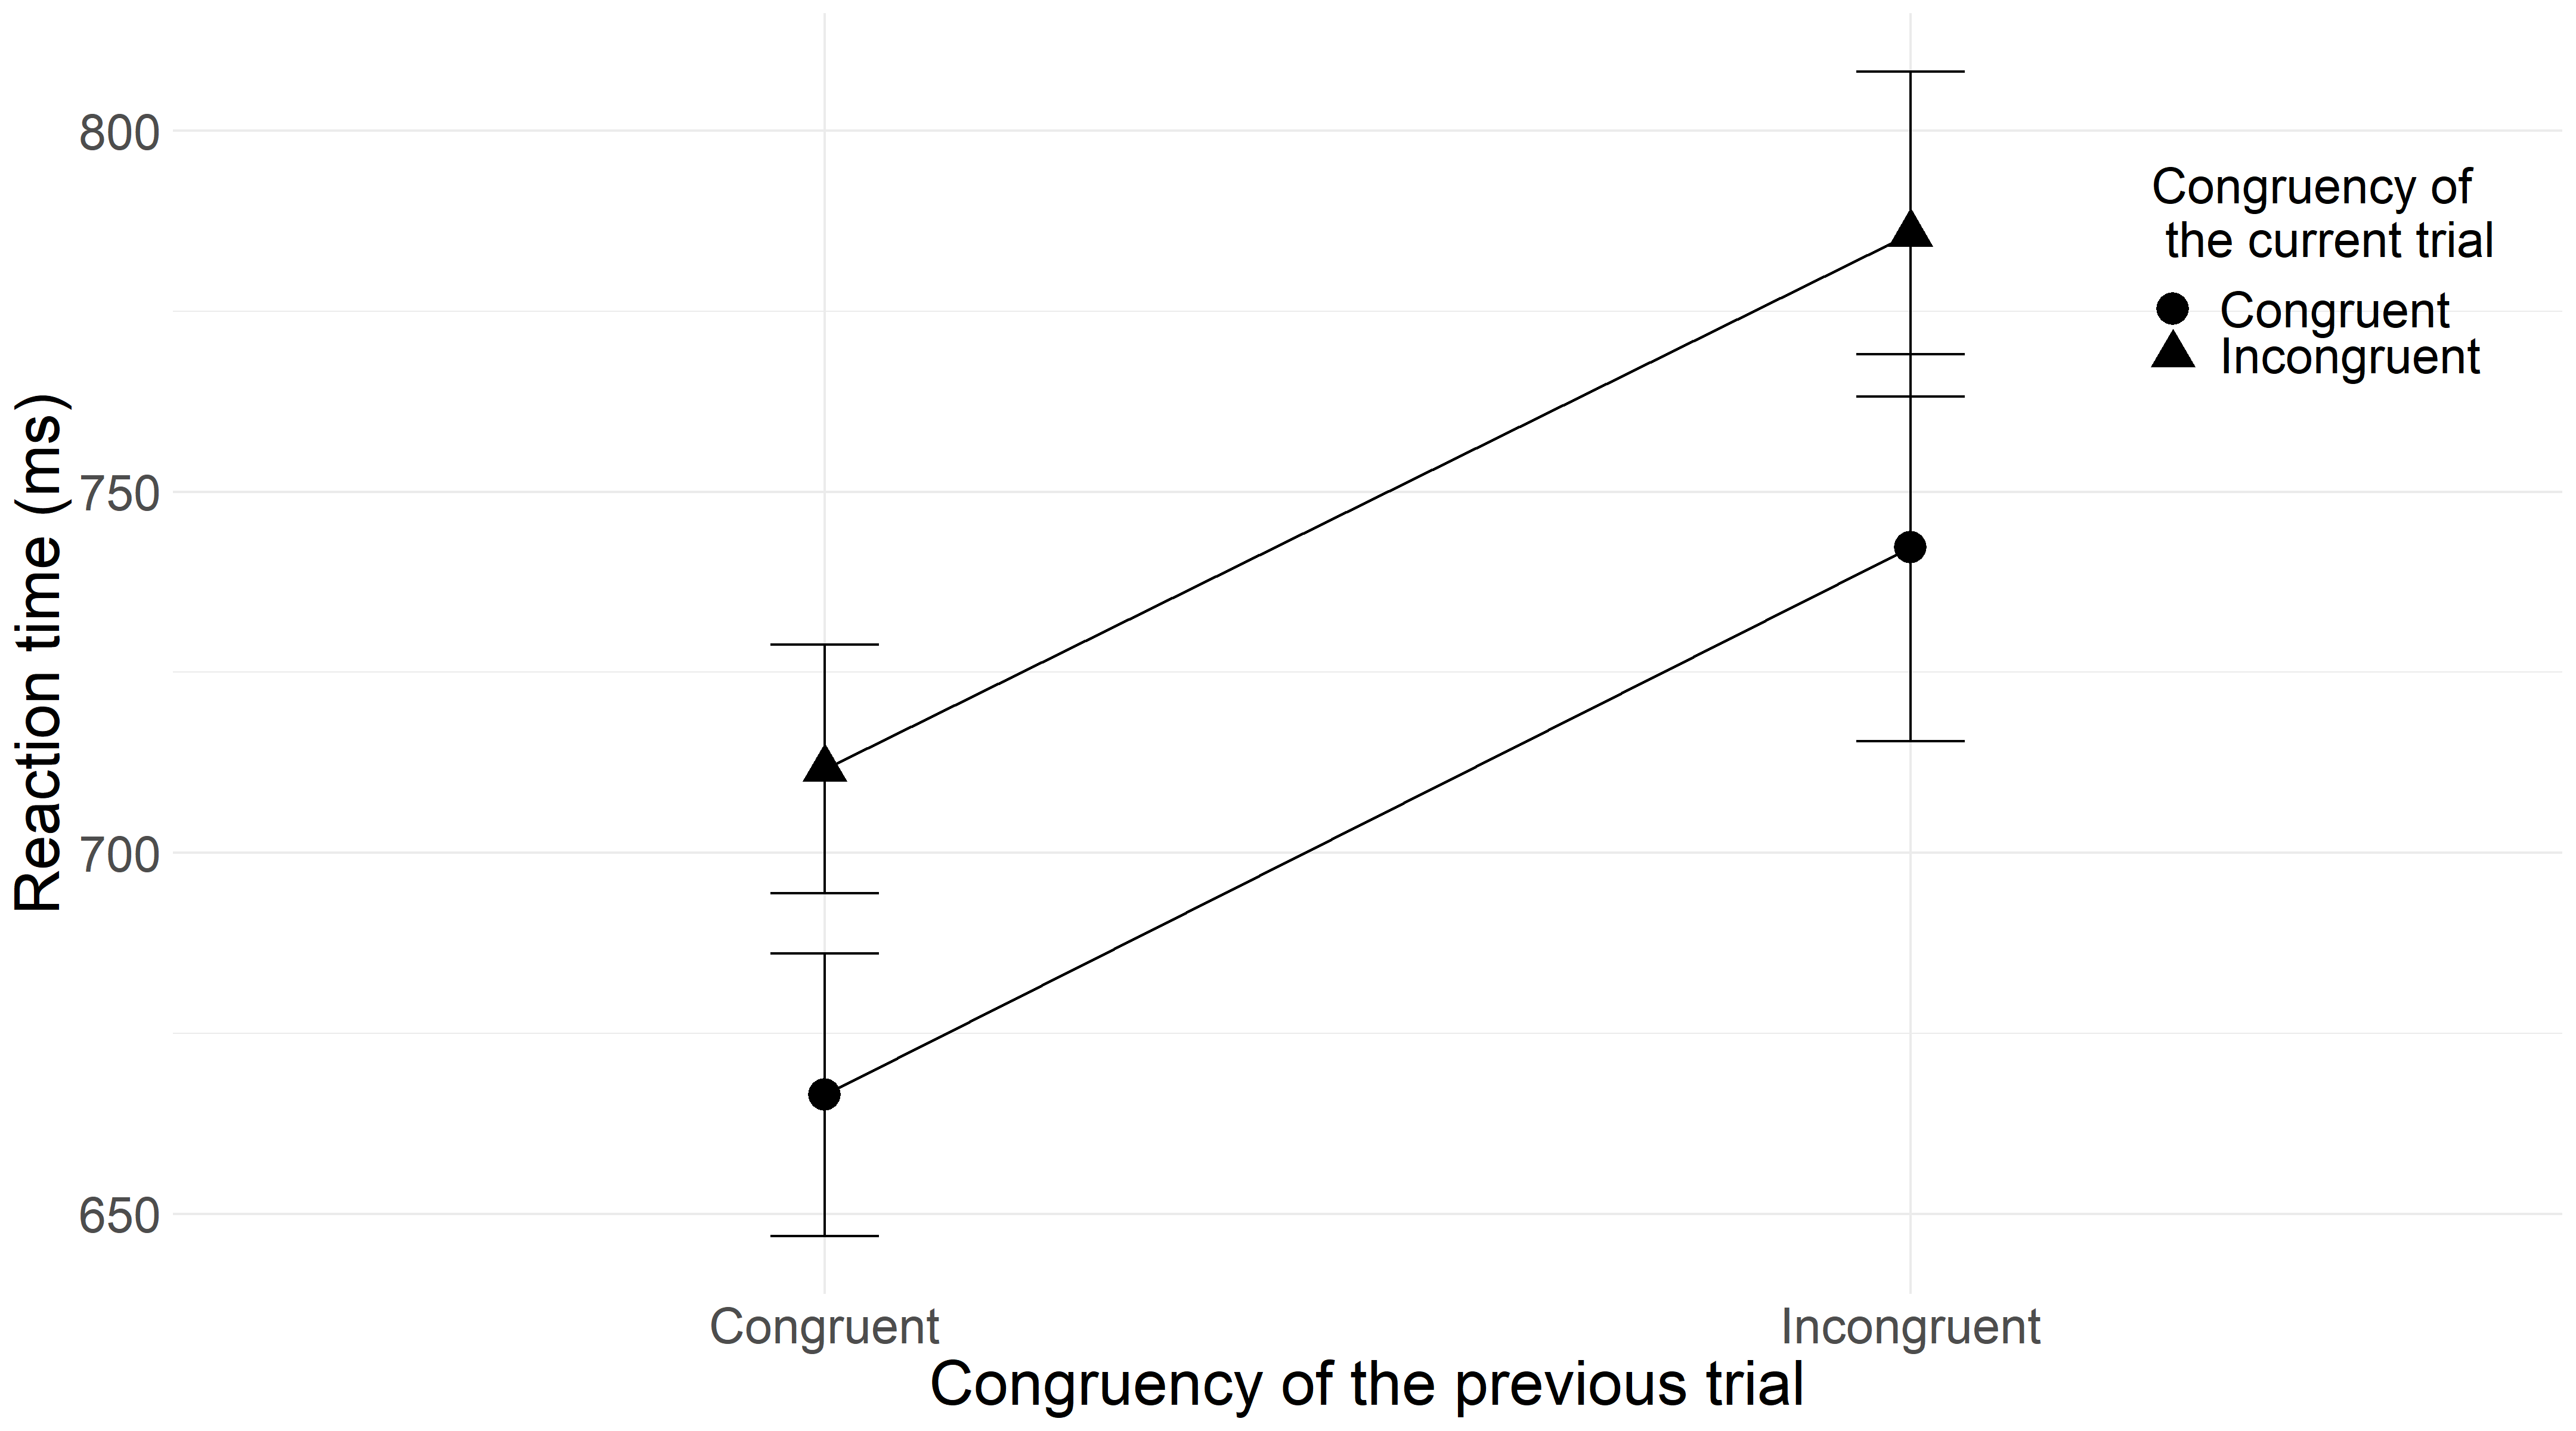 800
750
700
650
Reaction time (ms)
Congruency of
the current trial
Congruent
Incongruent
Congruent
Incongruent
Congruency of the previous trial